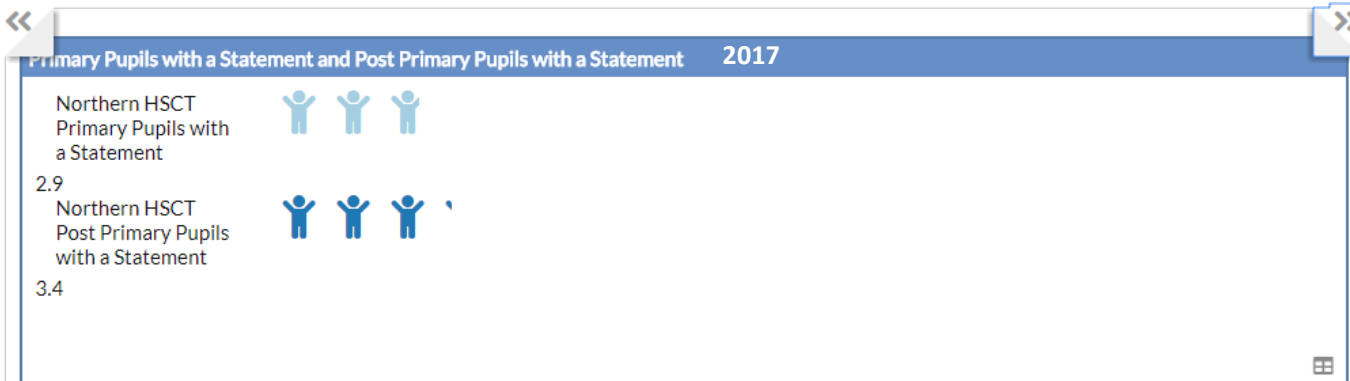 Primary Pupils with a Statement and Post Primary Pupils with a Statement 2017
Northern HSCT
Primary Pupils with
a Statement
2.9
Northern HSCT
Post Primary Pupils
with a Statement
3.4